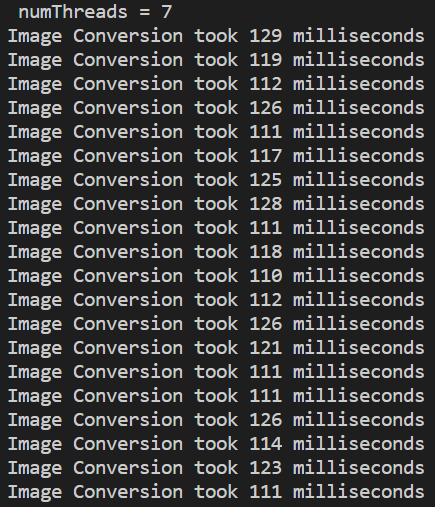 numThreads = 7
Image Conversion took 129 milliseconds
Image Conversion took 119 milliseconds
Image Conversion took 112 milliseconds
Image Conversion took 126 milliseconds
Image Conversion took 111 milliseconds
Image Conversion took 117 milliseconds
Image Conversion took 125 milliseconds
Image Conversion took 128 milliseconds
Image Conversion took 111 milliseconds
Image Conversion took 118 milliseconds
Image Conversion took 110 milliseconds
Image Conversion took 112 milliseconds
Image Conversion took 126 milliseconds
Image Conversion took 121 milliseconds
Image Conversion took 111 milliseconds
Image Conversion took 111 milliseconds
Image Conversion took 126 milliseconds
Image Conversion took 114 milliseconds
Image Conversion took 123 milliseconds
Image Conversion took 111 milliseconds